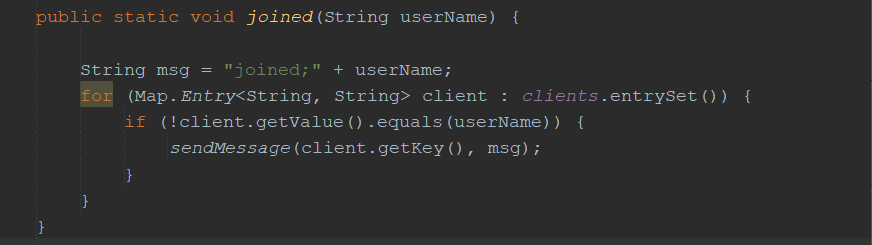 public static void joined(String userName) {
String msg = "joined;" + userName;
for (Map.Entry<String, String> client : clients.entrySet()) {
if (!client.getValue().equals(userName)) {
sendMessage(client.getKey(), msg);
}
}
}